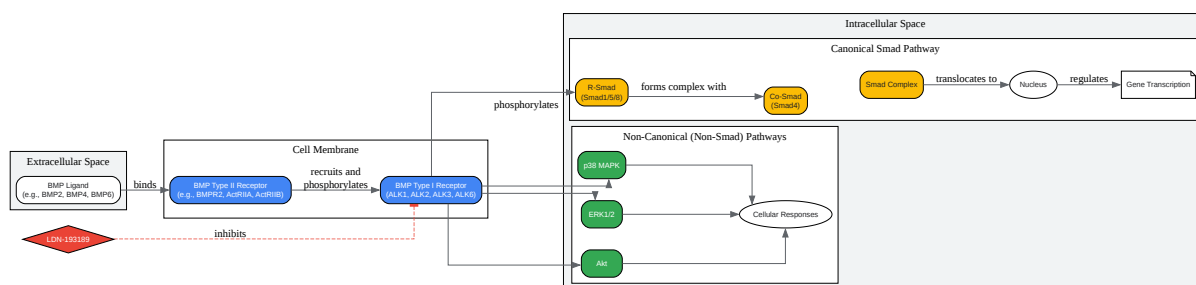 Intracellular Space
Canonical Smad Pathway
R-Smad
(Smad1/5/8)
forms complex with
Co-Smad
(Smad4)
Smad Complex
translocates to
Nucleus
regulates
Gene Transcription
phosphorylates
Non-Canonical (Non-Smad) Pathways
p38 MAPK
ERK1/2
Akt
Cellular Responses
Cell Membrane
Extracellular Space
BMP Ligand
(e.g., BMP2, BMP4, BMP6)
binds
BMP Type II Receptor
(e.g., BMPR2, ActRIIA, ActRIIB)
recruits and
phosphorylates
BMP Type I Receptor
(ALK1, ALK2, ALK3, ALK6)
LDN-193189
inhibits